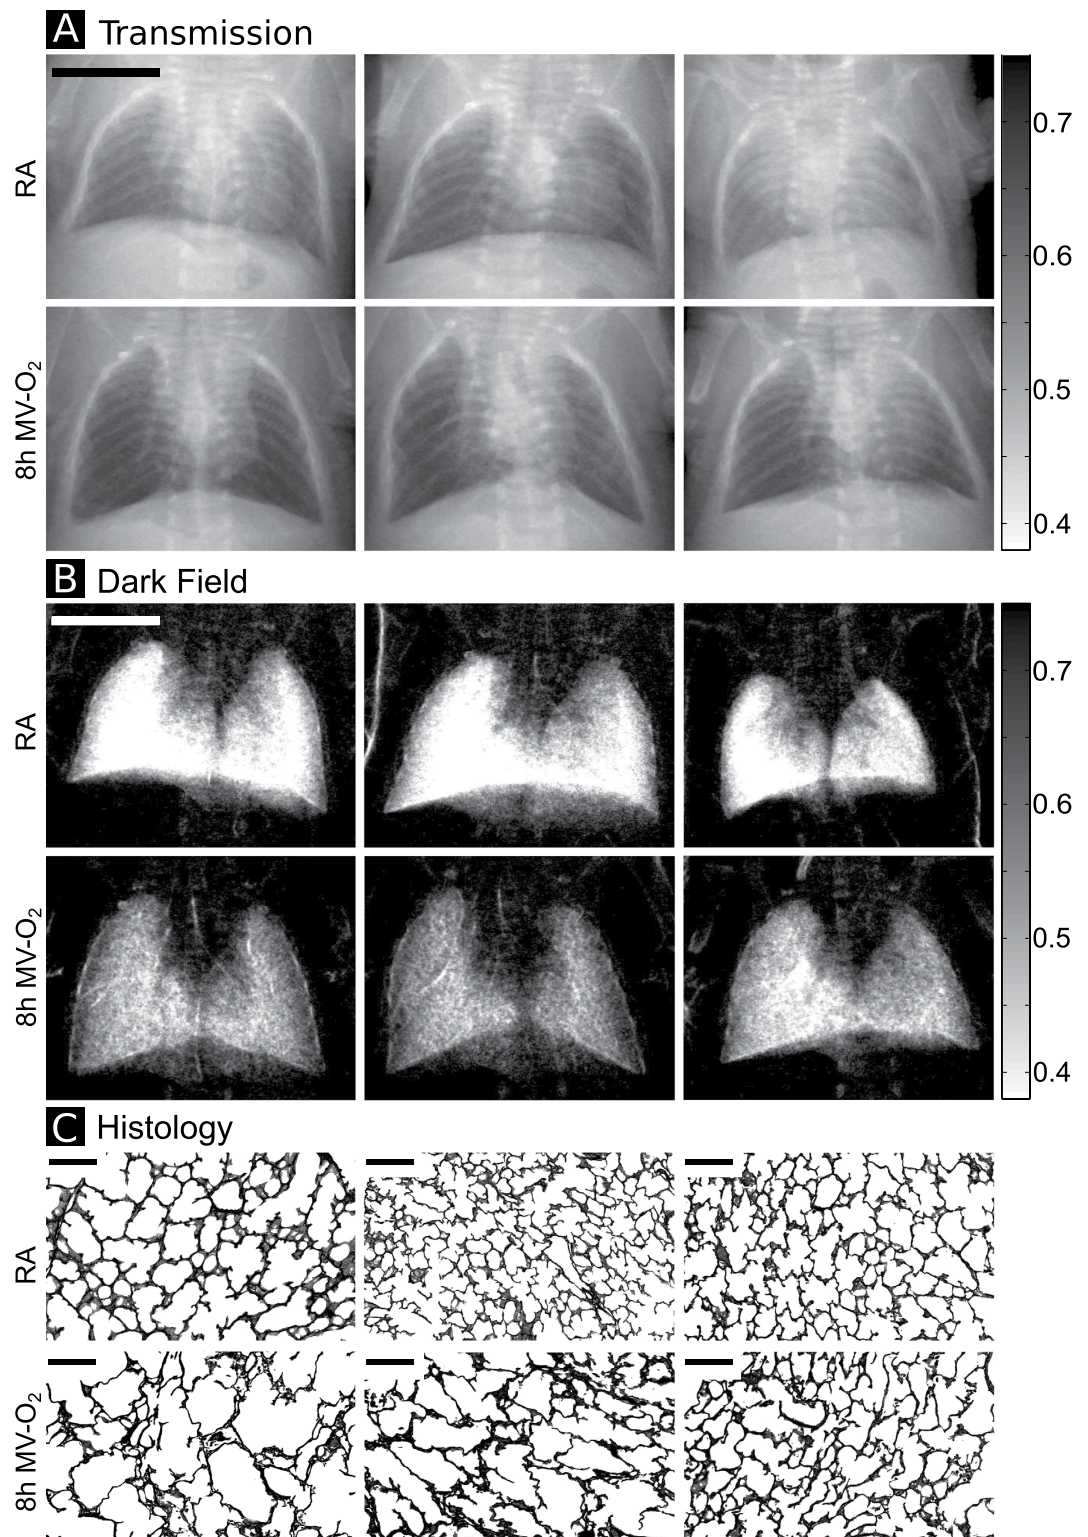 A Transmission
RA
0.7
0.6
8h MV-O2
0.5
0.4
B Dark Field
RA
0.7
0.6
8h MV-O2
0.5
0.4
C Histology
RA
8h MV-O2